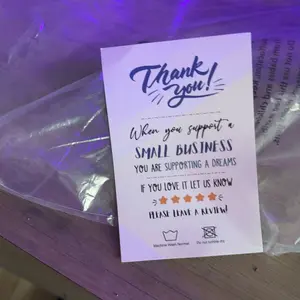 Thank
you!
When you support a
SMALL BUSINESS
YOU ARE SUPPORTING A DREAMS
IF YOU LOVE IT LET US KNOW
PLEASE LEAVE A REVIEW!